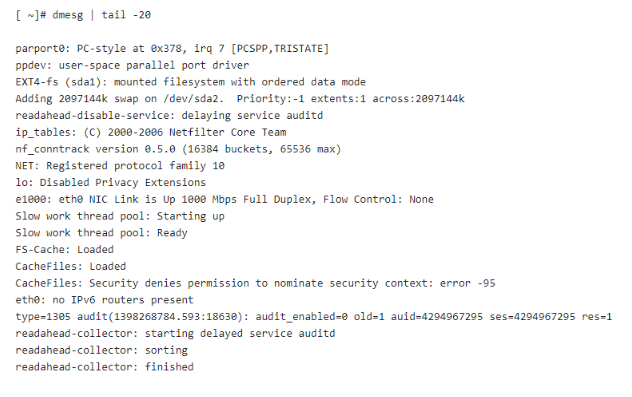 [ ~]# dmesg | tail -20
parport0: PC-style at 0x378, irq 7 [PCSPP,TRISTATE]
ppdev: user-space parallel port driver
EXT4-fs (sda1): mounted filesystem with ordered data mode
Adding 2097144k swap on /dev/sda2.  Priority:-1 extents:1 across:2097144k
readahead-disable-service: delaying service auditd
ip_tables: (C) 2000-2006 Netfilter Core Team
nf_conntrack version 0.5.0 (16384 buckets, 65536 max)
NET: Registered protocol family 10
lo: Disabled Privacy Extensions
e1000: eth0 NIC Link is Up 1000 Mbps Full Duplex, Flow Control: None
Slow work thread pool: Starting up
Slow work thread pool: Ready
FS-Cache: Loaded
CacheFiles: Loaded
CacheFiles: Security denies permission to nominate security context: error -95
eth0: no IPv6 routers present
type=1305 audit(1398268784.593:18630): audit_enabled=0 old=1 auid=4294967295 ses=4294967295 res=1
readahead-collector: starting delayed service auditd
readahead-collector: sorting
readahead-collector: finished